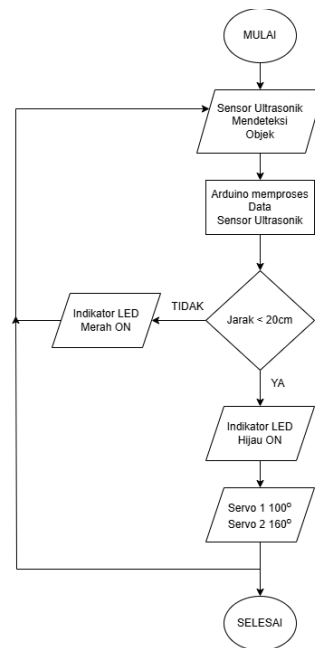 MULAI
Sensor Ultrasonik
Mendeteksi
Objek
Arduino memproses
Data
Sensor Ultrasonik
Jarak < 20cm
TIDAK
Indikator LED
Merah ON
YA
Indikator LED
Hijau ON
Servo 1 100°
Servo 2 160°
SELESAI